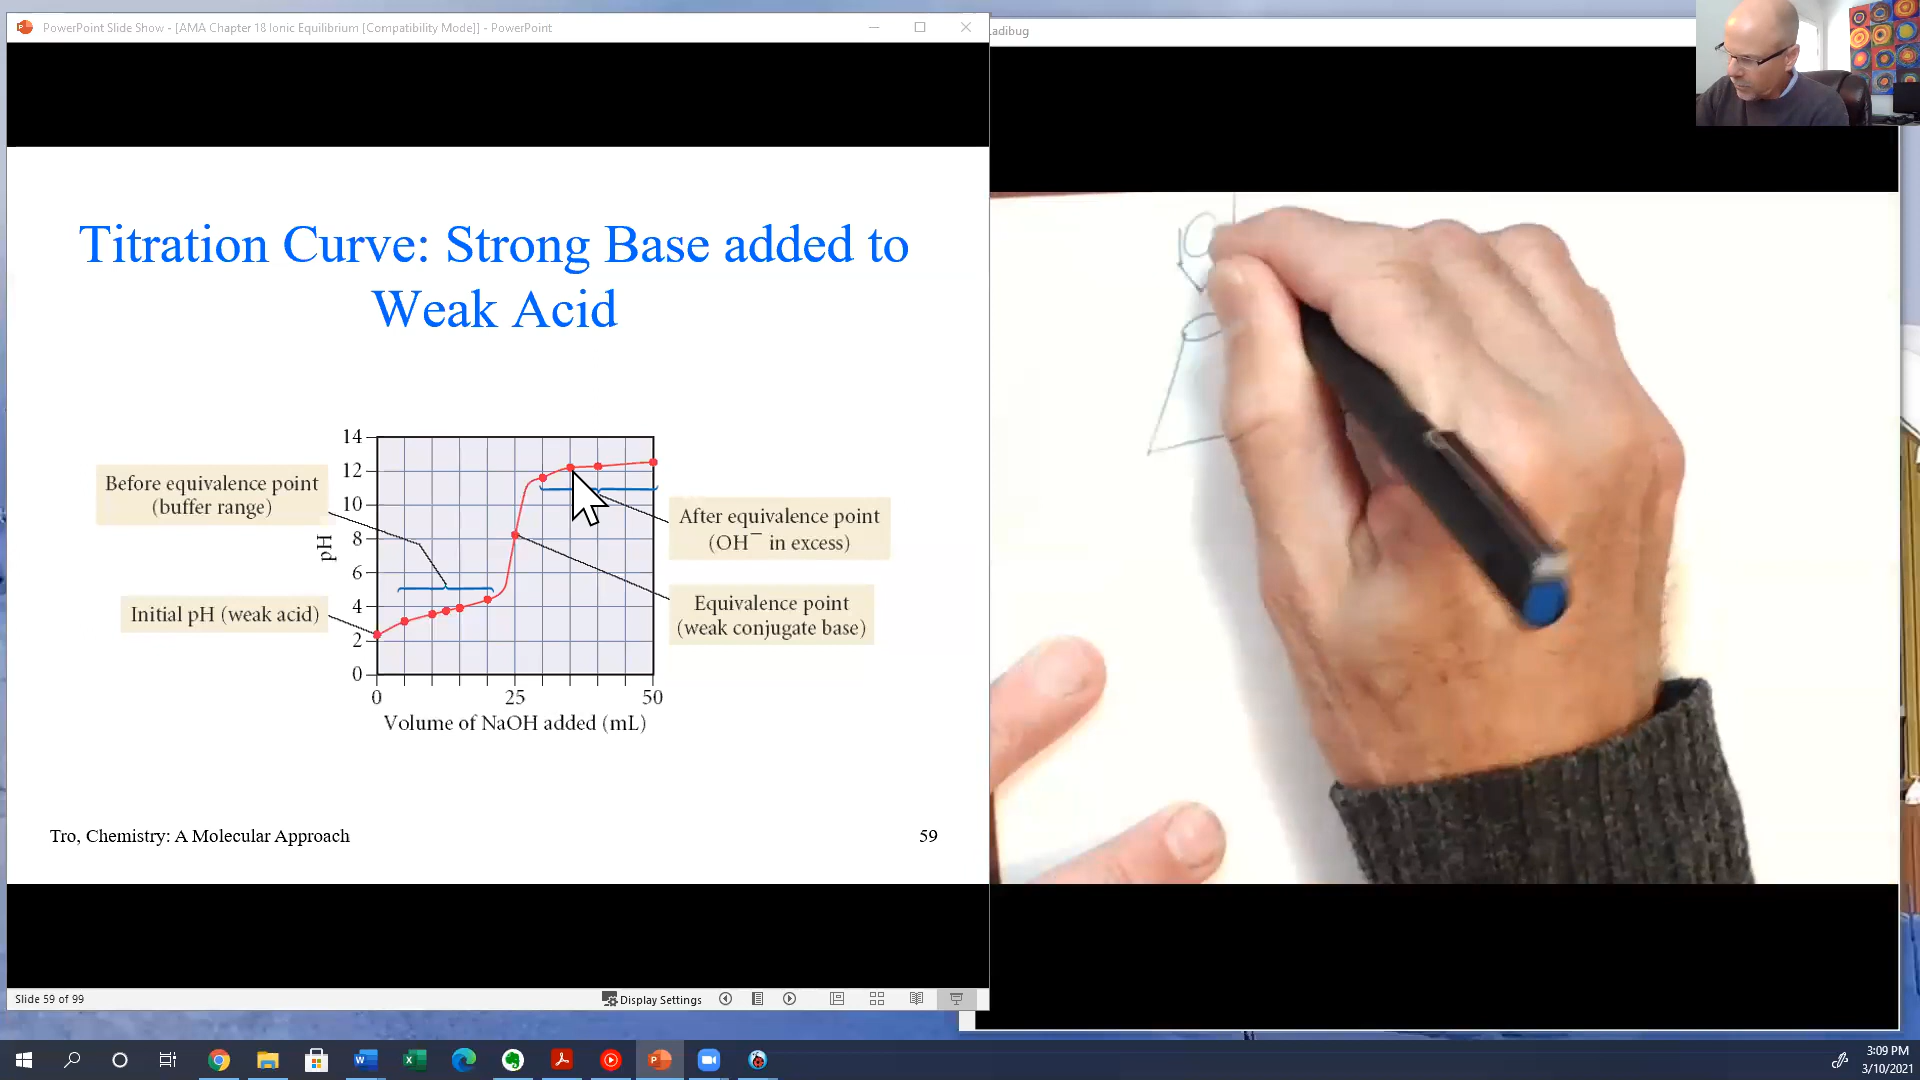 PowerPoint Slide Show - [AMA Chapter 18 Ionic Equilibrium [Compatibility Mode]] - PowerPoint
Ladibug
Titration Curve: Strong Base added to
Weak Acid
14
12
10
8
6
4
2
0
pH
0
25
50
Volume of NaOH added (mL)
Before equivalence point
(buffer range)
Initial pH (weak acid)
After equivalence point
(OH⁻ in excess)
Equivalence point
(weak conjugate base)
Tro, Chemistry: A Molecular Approach
59
Slide 59 of 99
Display Settings
3:09 PM
3/10/2021